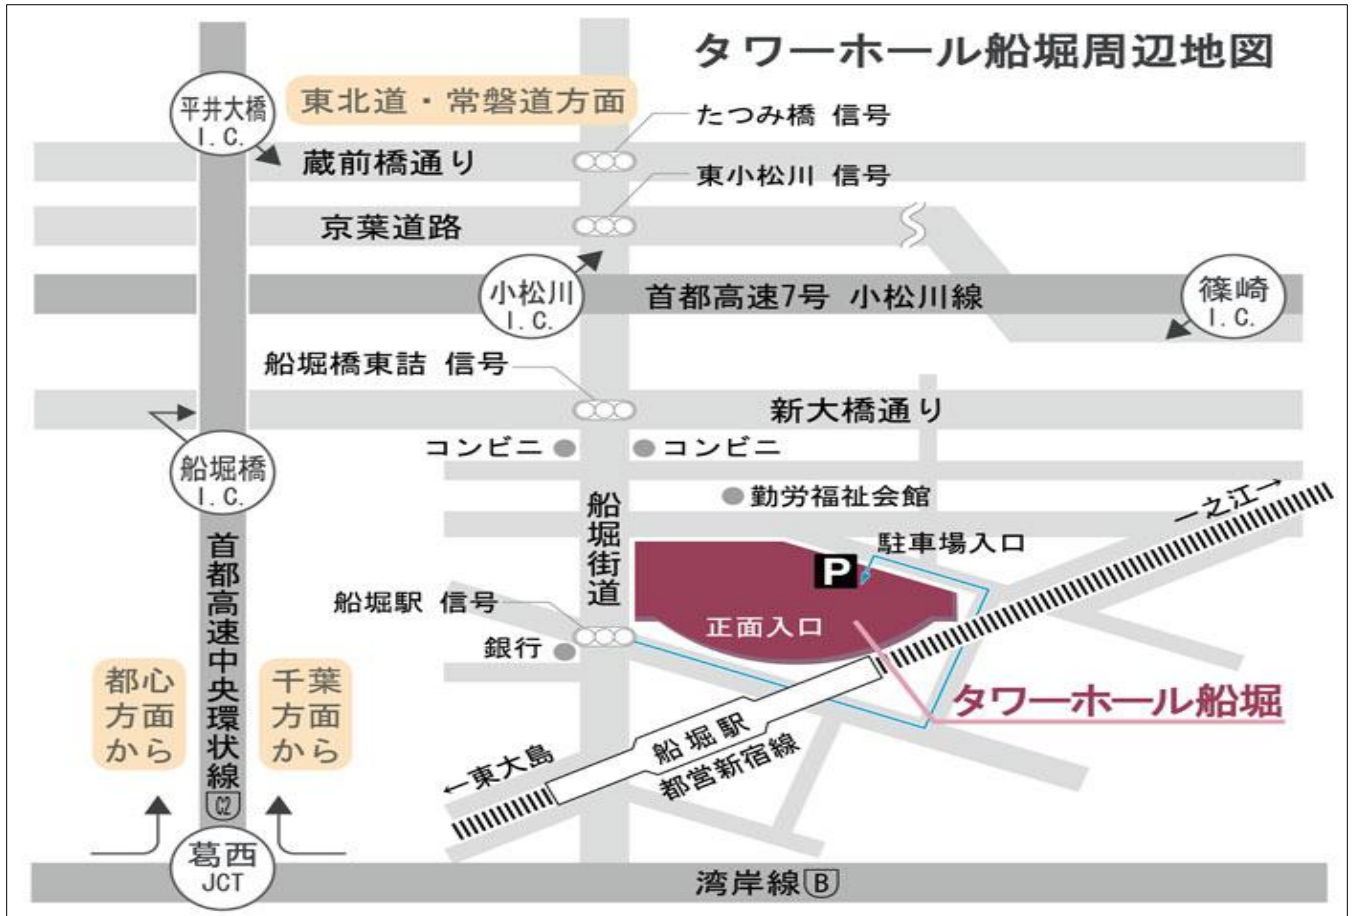 タワーホール船堀周辺地図
平井大橋
I.C.
東北道・常磐道方面
たつみ橋 信号
蔵前橋通り
東小松川 信号
京葉道路
小松川
I.C.
首都高速7号 小松川線
篠崎
I.C.
船堀橋東詰 信号
新大橋通り
コンビニ
コンビニ
船堀橋
I.C.
勤労福祉会館
一之江→
船堀街道
駐車場入口
P
首都高速中央環状線
C2
船堀駅 信号
正面入口
銀行
都心
方面
から
千葉
方面
から
タワーホール船堀
船堀駅
都営新宿線
←東大島
葛西
JCT
湾岸線 B